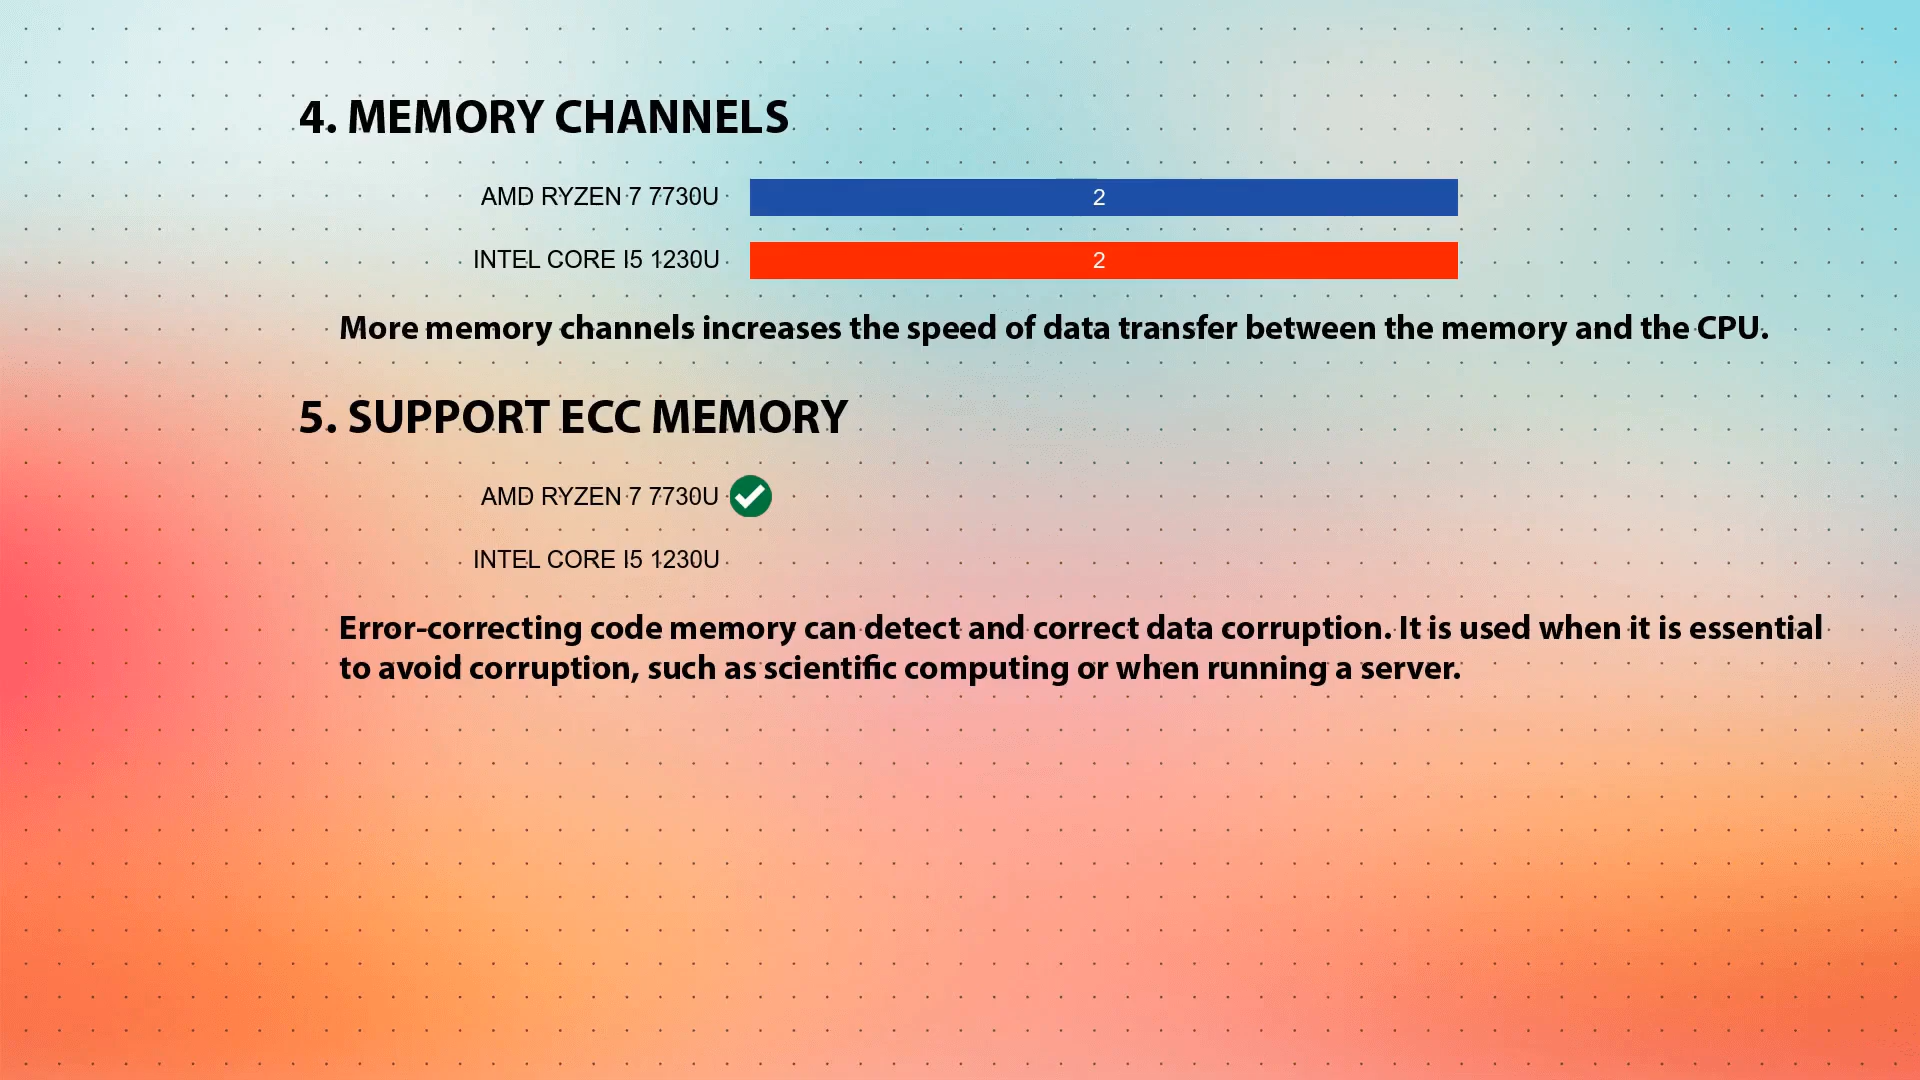 4. MEMORY CHANNELS
AMD RYZEN 7 7730U 2
INTEL CORE I5 1230U 2
More memory channels increases the speed of data transfer between the memory and the CPU.
5. SUPPORT ECC MEMORY
AMD RYZEN 7 7730U
INTEL CORE I5 1230U
Error-correcting code memory can detect and correct data corruption. It is used when it is essential
to avoid corruption, such as scientific computing or when running a server.